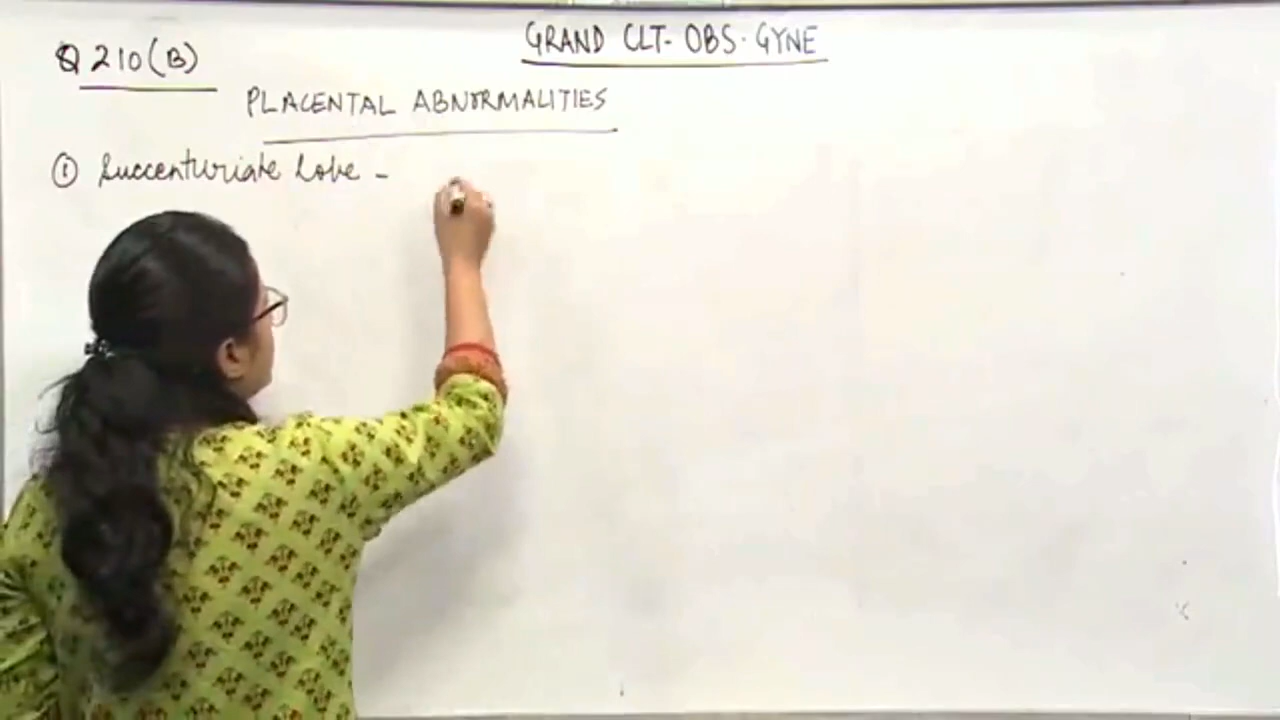 GRAND CLT- OBS. GYNE
Q 210 (B)
PLACENTAL ABNORMALITIES
① Succenturiate Lobe -